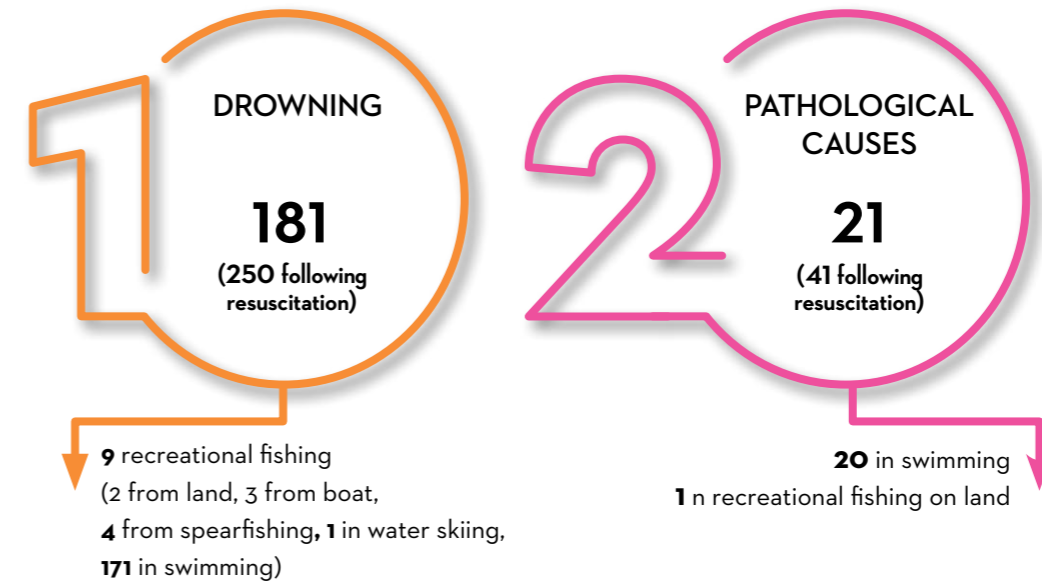 1
DROWNING
181
(250 following
resuscitation)
9 recreational fishing
(2 from land, 3 from boat,
4 from spearfishing, 1 in water skiing,
171 in swimming)
2
PATHOLOGICAL
CAUSES
21
(41 following
resuscitation)
20 in swimming
1 n recreational fishing on land